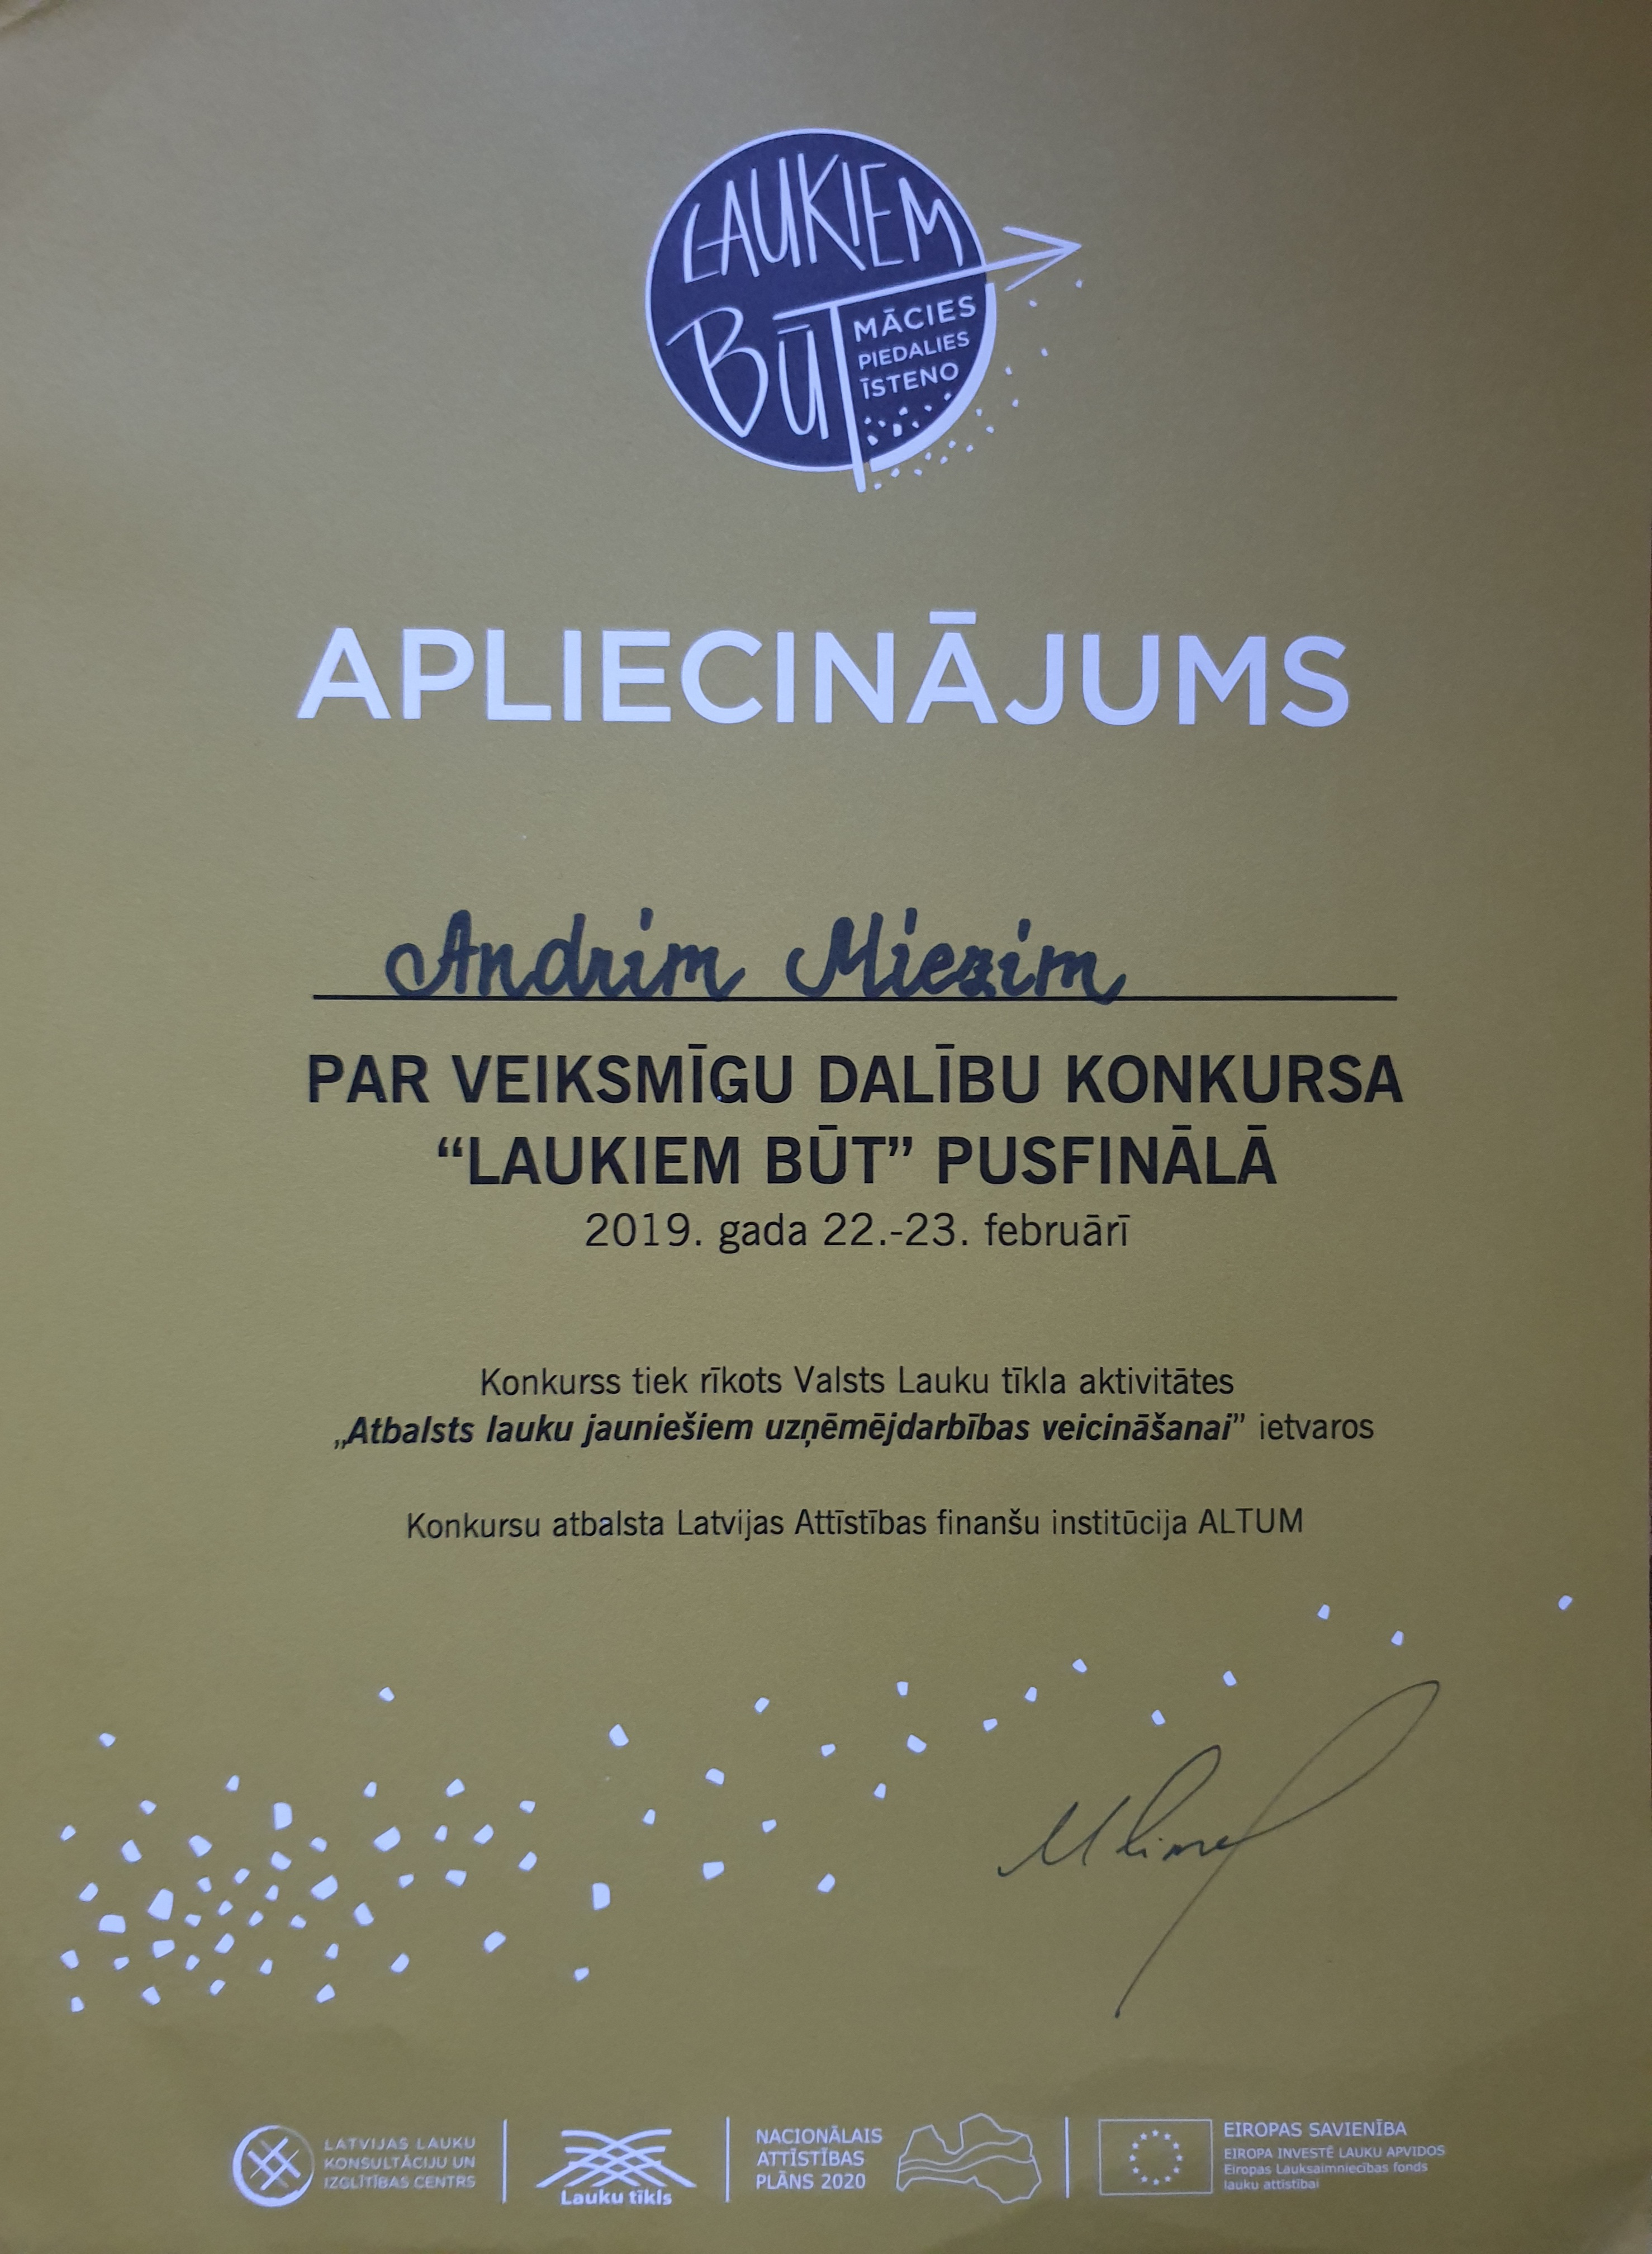 LAUKIEM
BŪT
MĀCIES
PIEDALIES
ĪSTENO
APLIECINĀJUMS
Andrim Miezim
PAR VEIKSMĪGU DALĪBU KONKURSA
“LAUKIEM BŪT” PUSFINĀLĀ
2019. gada 22.-23. februārī
Konkurss tiek rīkots Valsts Lauku tīkla aktivitātes
„Atbalsts lauku jauniešiem uzņēmējdarbības veicināšanai” ietvaros
Konkursu atbalsta Latvijas Attīstības finanšu institūcija ALTUM
LATVIJAS LAUKU
KONSULTĀCIJU UN
IZGLĪTĪBAS CENTRS
Lauku tīkls
NACIONĀLAIS
ATTĪSTĪBAS
PLĀNS 2020
EIROPAS SAVIENĪBA
EIROPA INVESTĒ LAUKU APVIDOS
Eiropas Lauksaimniecības fonds
lauku attīstībai